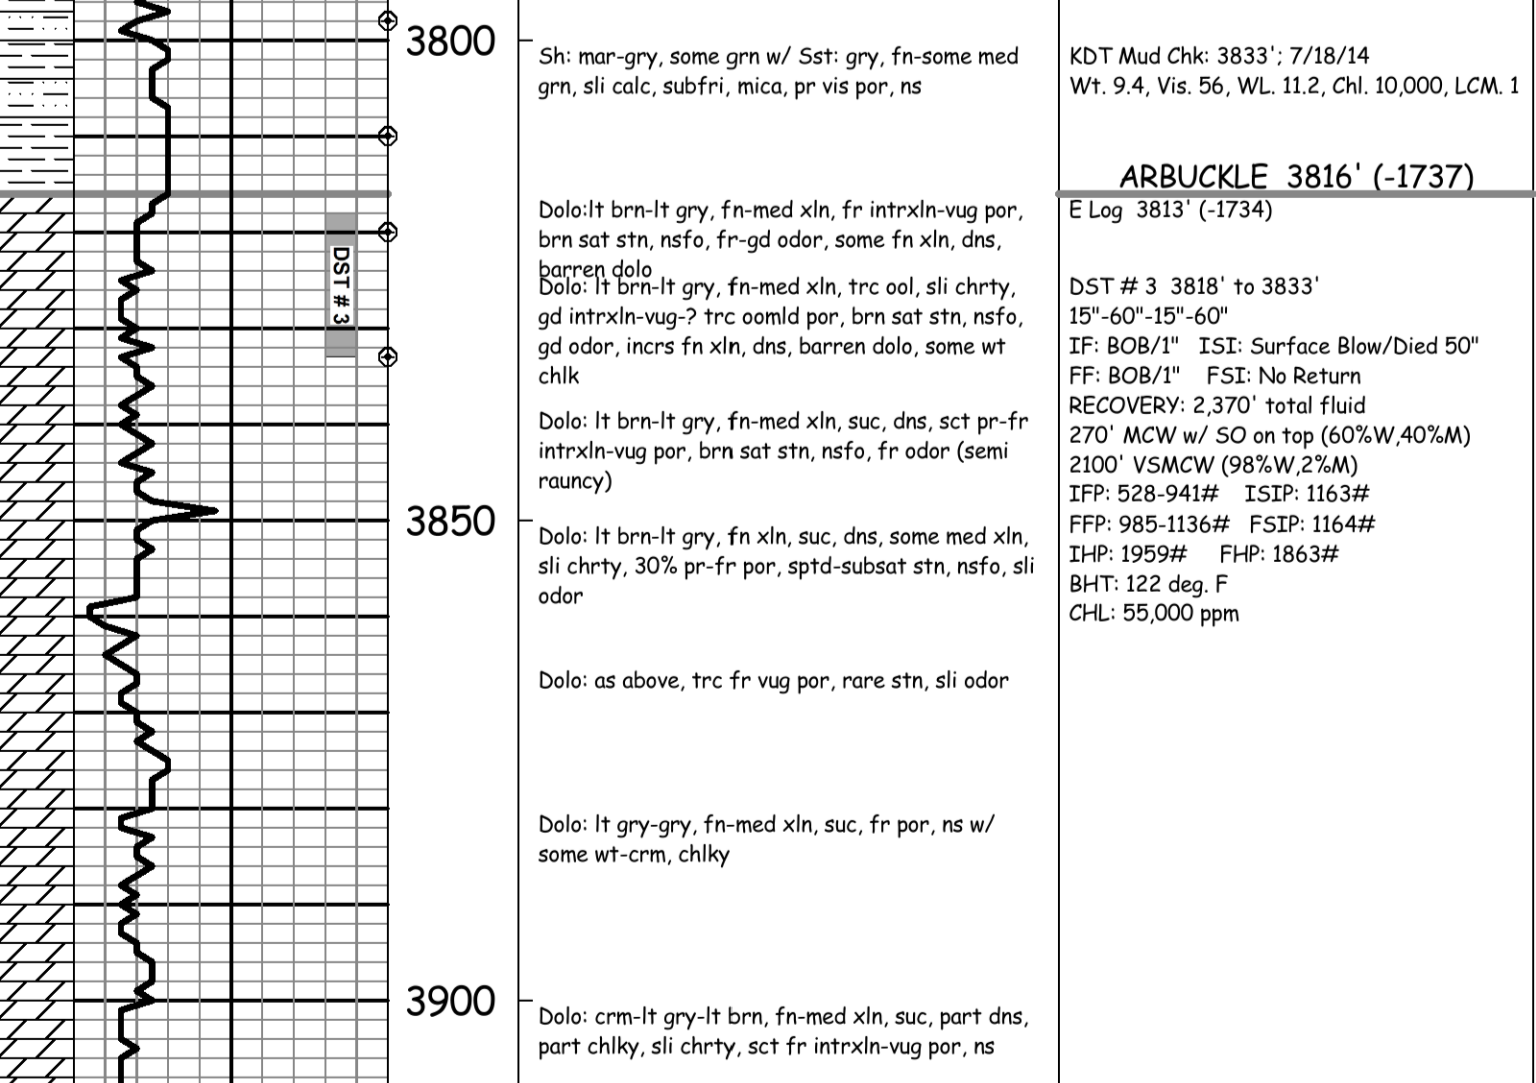 3800
Sh: mar-gry, some grn w/ Sst: gry, fn-some med
grn, sli calc, subfri, mica, pr vis por, ns
KDT Mud Chk: 3833'; 7/18/14
Wt. 9.4, Vis. 56, WL. 11.2, Chl. 10,000, LCM. 1
ARBUCKLE 3816' (-1737)
E Log 3813' (-1734)
Dolo:lt brn-lt gry, fn-med xln, fr intrxln-vug por,
brn sat stn, nsfo, fr-gd odor, some fn xln, dns,
barren dolo
DST # 3
Dolo: lt brn-lt gry, fn-med xln, trc ool, sli chrty,
gd intrxln-vug-? trc oomld por, brn sat stn, nsfo,
gd odor, incrs fn xln, dns, barren dolo, some wt
chlk
DST # 3 3818' to 3833'
15"-60"-15"-60"
IF: BOB/1" ISI: Surface Blow/Died 50"
FF: BOB/1" FSI: No Return
RECOVERY: 2,370' total fluid
270' MCW w/ SO on top (60%W,40%M)
2100' VSMCW (98%W,2%M)
IFP: 528-941# ISIP: 1163#
FFP: 985-1136# FSIP: 1164#
IHP: 1959# FHP: 1863#
BHT: 122 deg. F
CHL: 55,000 ppm
Dolo: lt brn-lt gry, fn-med xln, suc, dns, sct pr-fr
intrxln-vug por, brn sat stn, nsfo, fr odor (semi
rauncy)
3850
Dolo: lt brn-lt gry, fn xln, suc, dns, some med xln,
sli chrty, 30% pr-fr por, sptd-subsat stn, nsfo, sli
odor
Dolo: as above, trc fr vug por, rare stn, sli odor
Dolo: lt gry-gry, fn-med xln, suc, fr por, ns w/
some wt-crm, chlky
3900
Dolo: crm-lt gry-lt brn, fn-med xln, suc, part dns,
part chlky, sli chrty, sct fr intrxln-vug por, ns